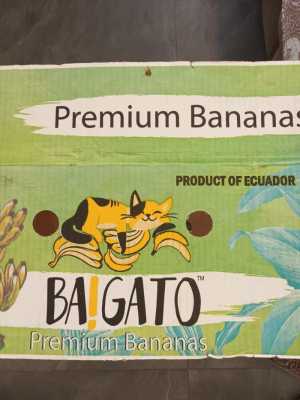 Premium Bananas
PRODUCT OF ECUADOR
BA!GATO™
Premium Bananas